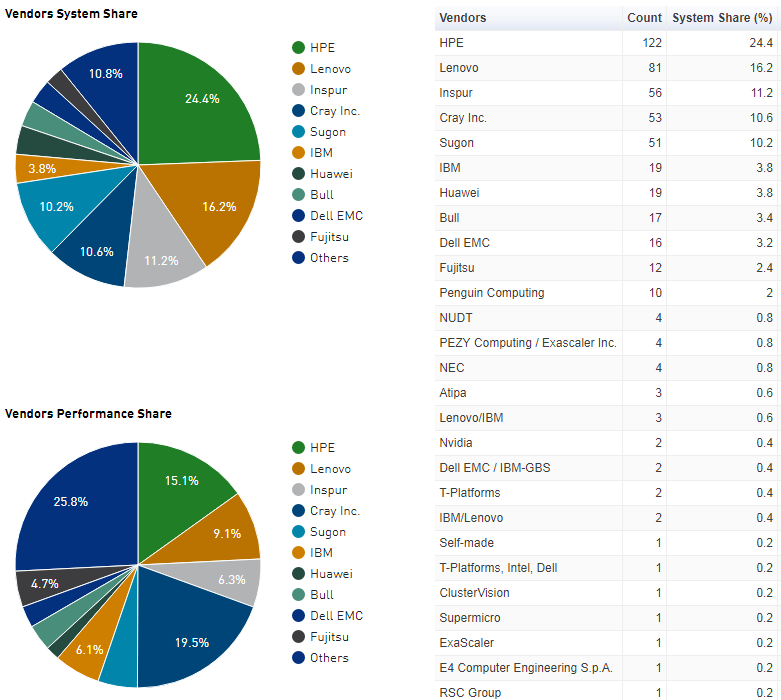 Vendors System Share
10.8%
24.4%
3.8%
10.2%
16.2%
10.6%
11.2%
HPE
Lenovo
Inspur
Cray Inc.
Sugon
IBM
Huawei
Bull
Dell EMC
Fujitsu
Others
Vendors Performance Share
15.1%
25.8%
9.1%
4.7%
6.3%
6.1%
19.5%
HPE
Lenovo
Inspur
Cray Inc.
Sugon
IBM
Huawei
Bull
Dell EMC
Fujitsu
Others
Vendors Count System Share (%)
HPE 122 24.4
Lenovo 81 16.2
Inspur 56 11.2
Cray Inc. 53 10.6
Sugon 51 10.2
IBM 19 3.8
Huawei 19 3.8
Bull 17 3.4
Dell EMC 16 3.2
Fujitsu 12 2.4
Penguin Computing 10 2
NUDT 4 0.8
PEZY Computing / Exascaler Inc. 4 0.8
NEC 4 0.8
Atipa 3 0.6
Lenovo/IBM 3 0.6
Nvidia 2 0.4
Dell EMC / IBM-GBS 2 0.4
T-Platforms 2 0.4
IBM/Lenovo 2 0.4
Self-made 1 0.2
T-Platforms, Intel, Dell 1 0.2
ClusterVision 1 0.2
Supermicro 1 0.2
ExaScaler 1 0.2
E4 Computer Engineering S.p.A. 1 0.2
RSC Group 1 0.2